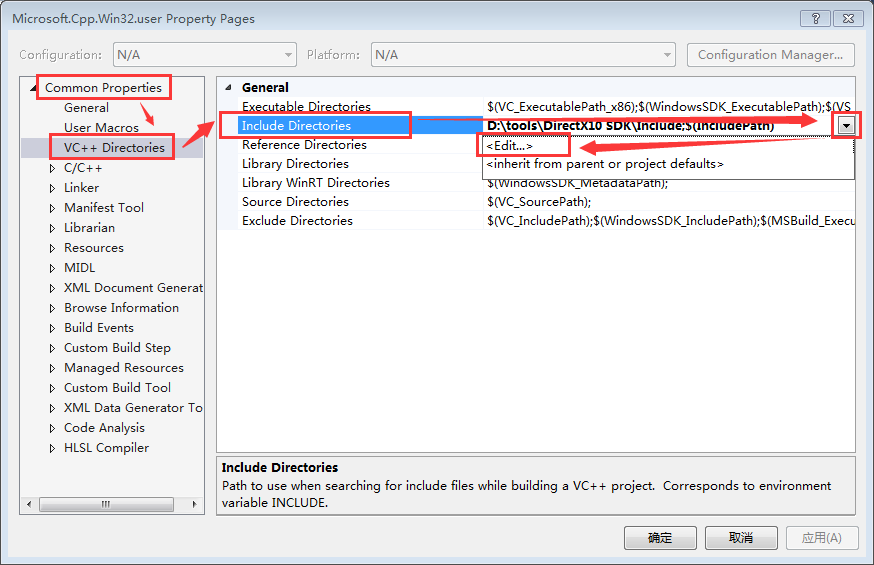 Microsoft.Cpp.Win32.user Property Pages
Configuration: N/A Platform: N/A Configuration Manager...
Common Properties
General
User Macros
VC++ Directories
C/C++
Linker
Manifest Tool
Librarian
Resources
MIDL
XML Document Generat
Browse Information
Build Events
Custom Build Step
Managed Resources
Custom Build Tool
XML Data Generator To
Code Analysis
HLSL Compiler
General
Executable Directories $(VC_ExecutablePath_x86);$(WindowsSDK_ExecutablePath);$(VS
Include Directories D:\tools\DirectX10 SDK\Include;$(IncludePath)
Reference Directories <Edit...>
Library Directories <inherit from parent or project defaults>
Library WinRT Directories $(WindowsSDK_MetadataPath);
Source Directories $(VC_SourcePath);
Exclude Directories $(VC_IncludePath);$(WindowsSDK_IncludePath);$(MSBuild_Execu
Include Directories
Path to use when searching for include files while building a VC++ project. Corresponds to environment
variable INCLUDE.
确定 取消 应用(A)